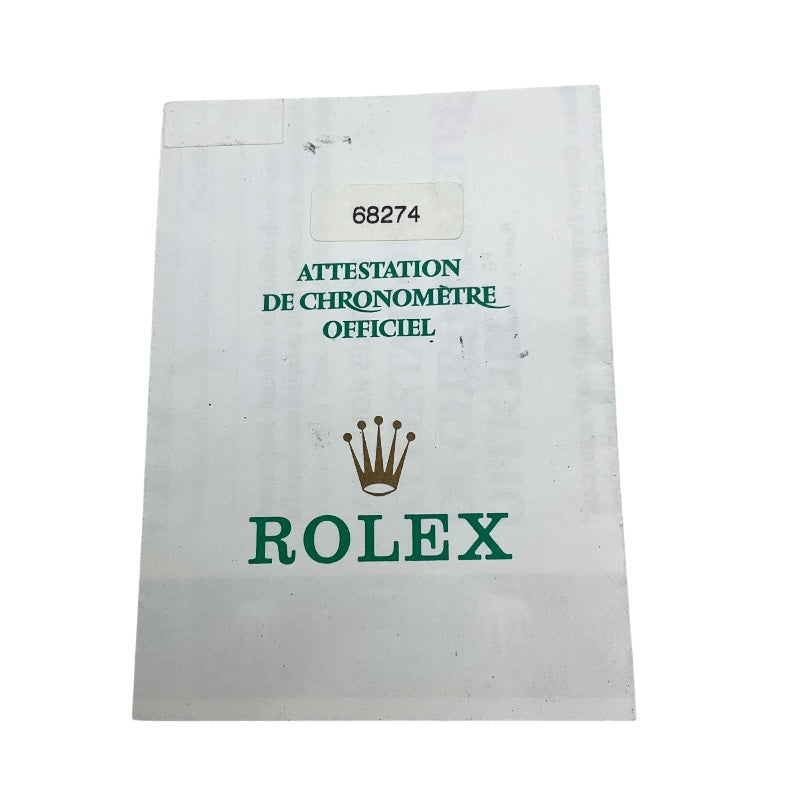 68274
ATTESTATION
DE CHRONOMÈTRE
OFFICIEL
ROLEX